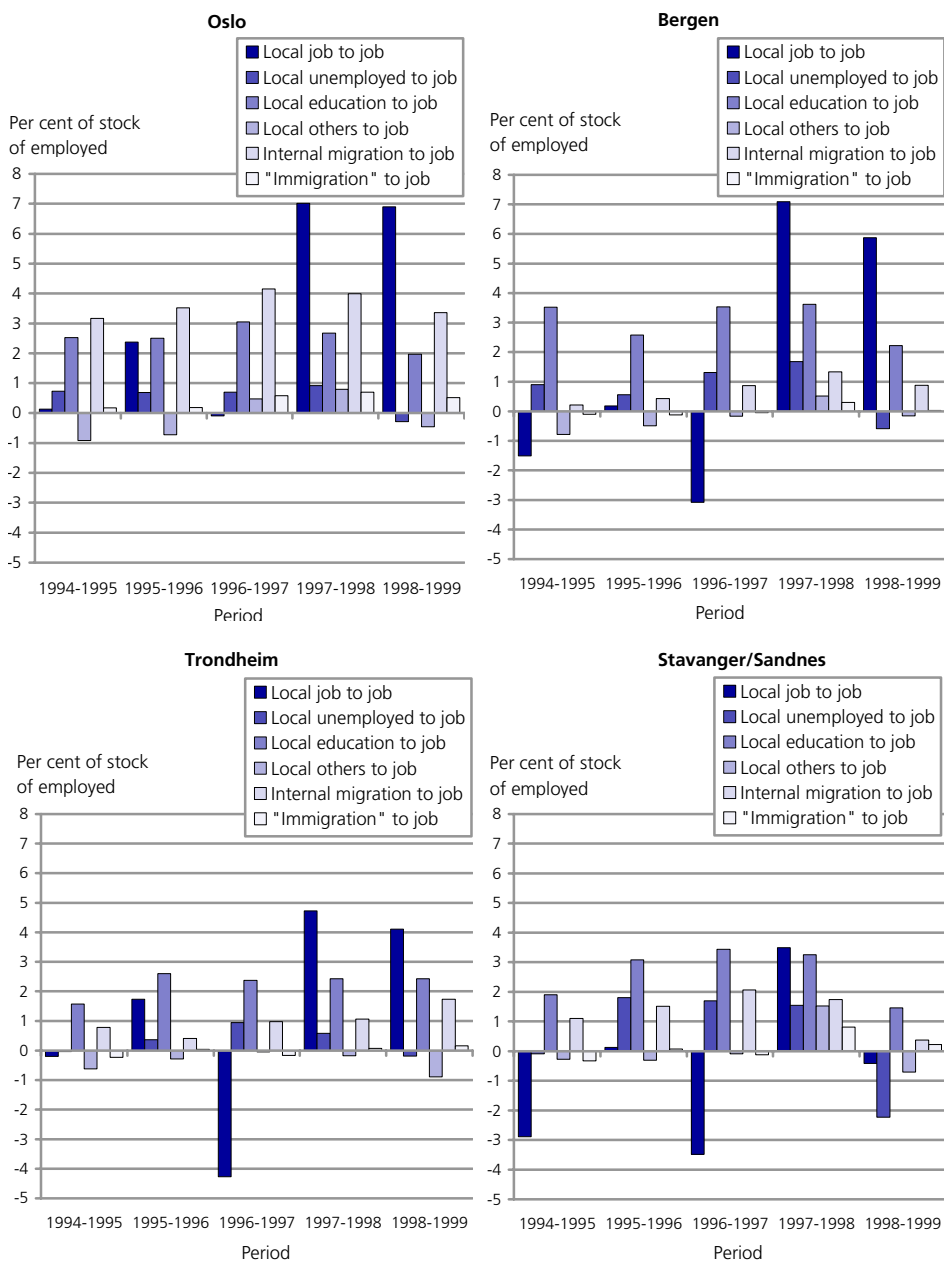 Oslo
Local job to job
Local unemployed to job
Local education to job
Local others to job
Internal migration to job
"Immigration" to job
Per cent of stock
of employed
8
7
6
5
4
3
2
1
0
-1
-2
-3
-4
-5
1994-1995 1995-1996 1996-1997 1997-1998 1998-1999
Period
Bergen
Local job to job
Local unemployed to job
Local education to job
Local others to job
Internal migration to job
"Immigration" to job
Per cent of stock
of employed
8
7
6
5
4
3
2
1
0
-1
-2
-3
-4
-5
1994-1995 1995-1996 1996-1997 1997-1998 1998-1999
Period
Trondheim
Local job to job
Local unemployed to job
Local education to job
Local others to job
Internal migration to job
"Immigration" to job
Per cent of stock
of employed
8
7
6
5
4
3
2
1
0
-1
-2
-3
-4
-5
1994-1995 1995-1996 1996-1997 1997-1998 1998-1999
Period
Stavanger/Sandnes
Local job to job
Local unemployed to job
Local education to job
Local others to job
Internal migration to job
"Immigration" to job
Per cent of stock
of employed
8
7
6
5
4
3
2
1
0
-1
-2
-3
-4
-5
1994-1995 1995-1996 1996-1997 1997-1998 1998-1999
Period